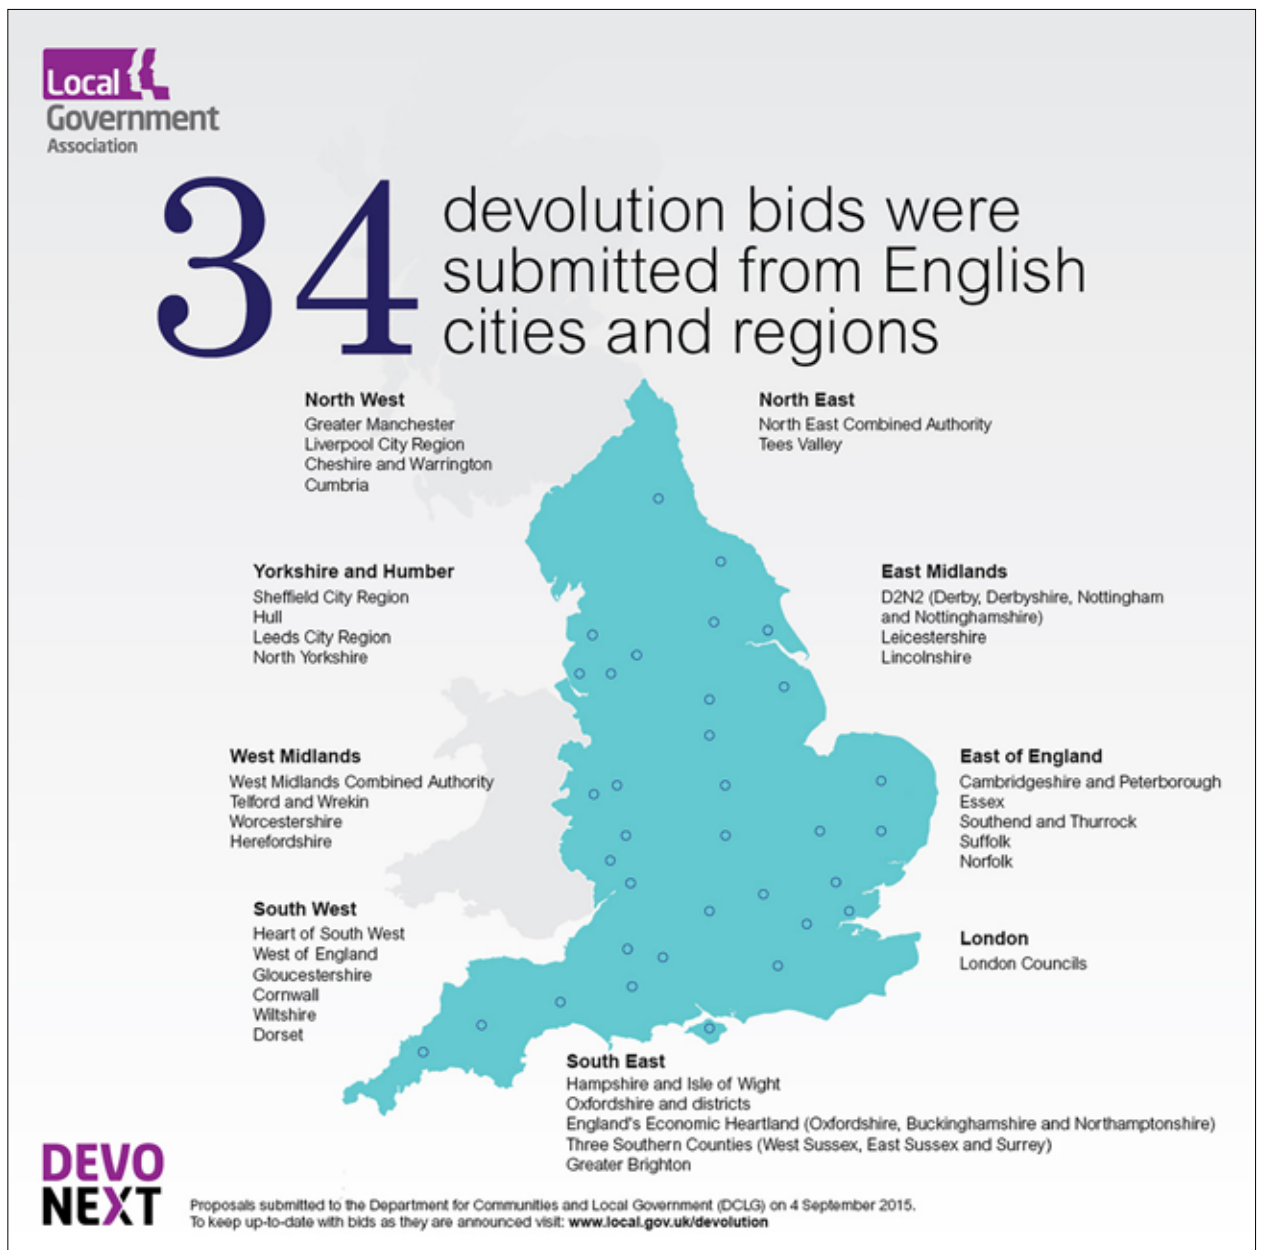 Local
Government
Association
34
devolution bids were
submitted from English
cities and regions
North West
Greater Manchester
Liverpool City Region
Cheshire and Warrington
Cumbria
North East
North East Combined Authority
Tees Valley
Yorkshire and Humber
Sheffield City Region
Hull
Leeds City Region
North Yorkshire
East Midlands
D2N2 (Derby, Derbyshire, Nottingham
and Nottinghamshire)
Leicestershire
Lincolnshire
West Midlands
West Midlands Combined Authority
Telford and Wrekin
Worcestershire
Herefordshire
East of England
Cambridgeshire and Peterborough
Essex
Southend and Thurrock
Suffolk
Norfolk
South West
Heart of South West
West of England
Gloucestershire
Cornwall
Wiltshire
Dorset
London
London Councils
South East
Hampshire and Isle of Wight
Oxfordshire and districts
England's Economic Heartland (Oxfordshire, Buckinghamshire and Northamptonshire)
Three Southern Counties (West Sussex, East Sussex and Surrey)
Greater Brighton
DEVO
NEXT
Proposals submitted to the Department for Communities and Local Government (DCLG) on 4 September 2015.
To keep up-to-date with bids as they are announced visit: www.local.gov.uk/devolution